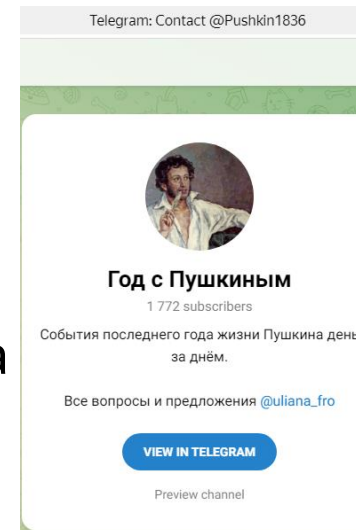 Telegram: Contact @Pushkin1836
Год с Пушкиным
1 772 subscribers
События последнего года жизни Пушкина день
за днём.
а
Все вопросы и предложения @uliana_fro
VIEW IN TELEGRAM
Preview channel